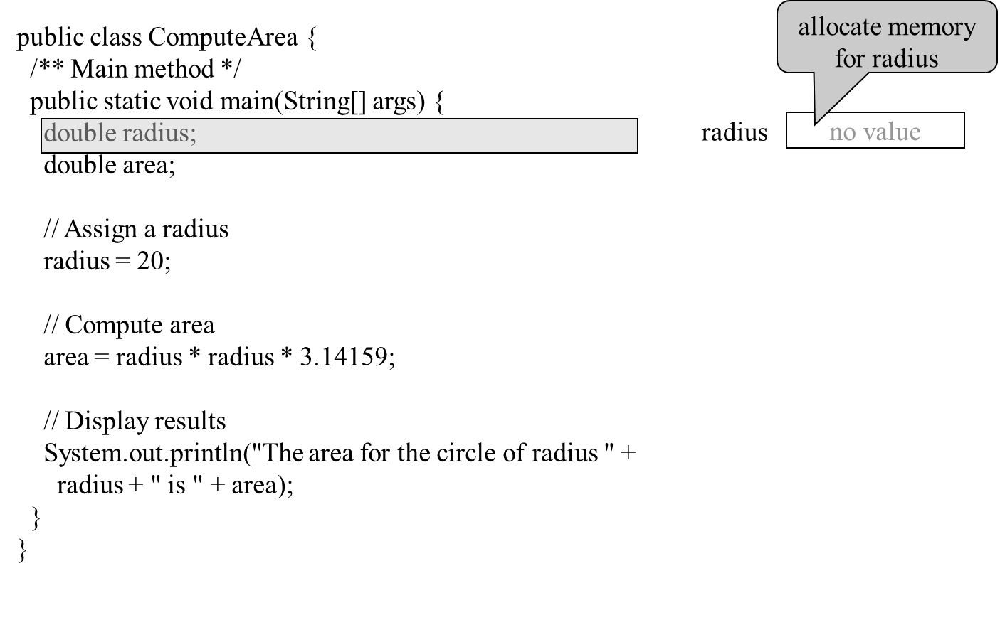 public class ComputeArea {
/** Main method */
public static void main(String[] args) {
double radius;
double area;
// Assign a radius
radius = 20;
// Compute area
area = radius * radius * 3.14159;
// Display results
System.out.println("The area for the circle of radius " +
radius + " is " + area);
}
}
allocate memory
for radius
radius no value